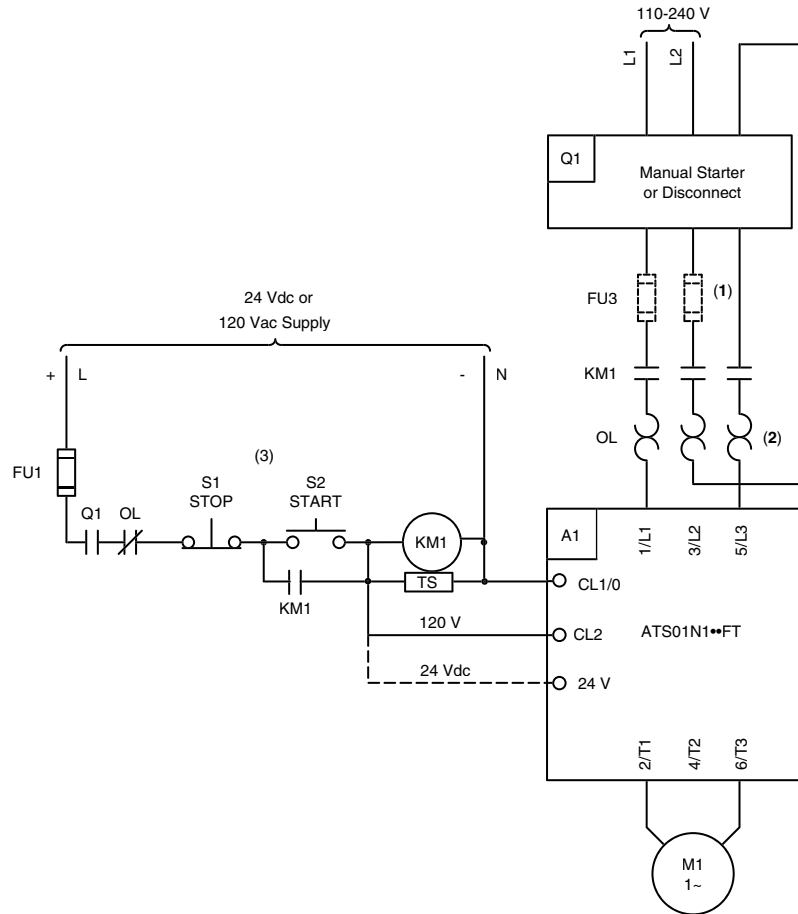 110-240 V
L1
L2
Q1
Manual Starter
or Disconnect
FU3
(1)
24 Vdc or
120 Vac Supply
+ L
- N
KM1
OL
(2)
FU1
(3)
S1
STOP
S2
START
Q1 OL
KM1
A1
1/L1
3/L2
5/L3
TS
CL1/0
KM1
120 V
CL2
ATS01N1••FT
24 Vdc
24 V
2/T1
4/T2
6/T3
M1
1~